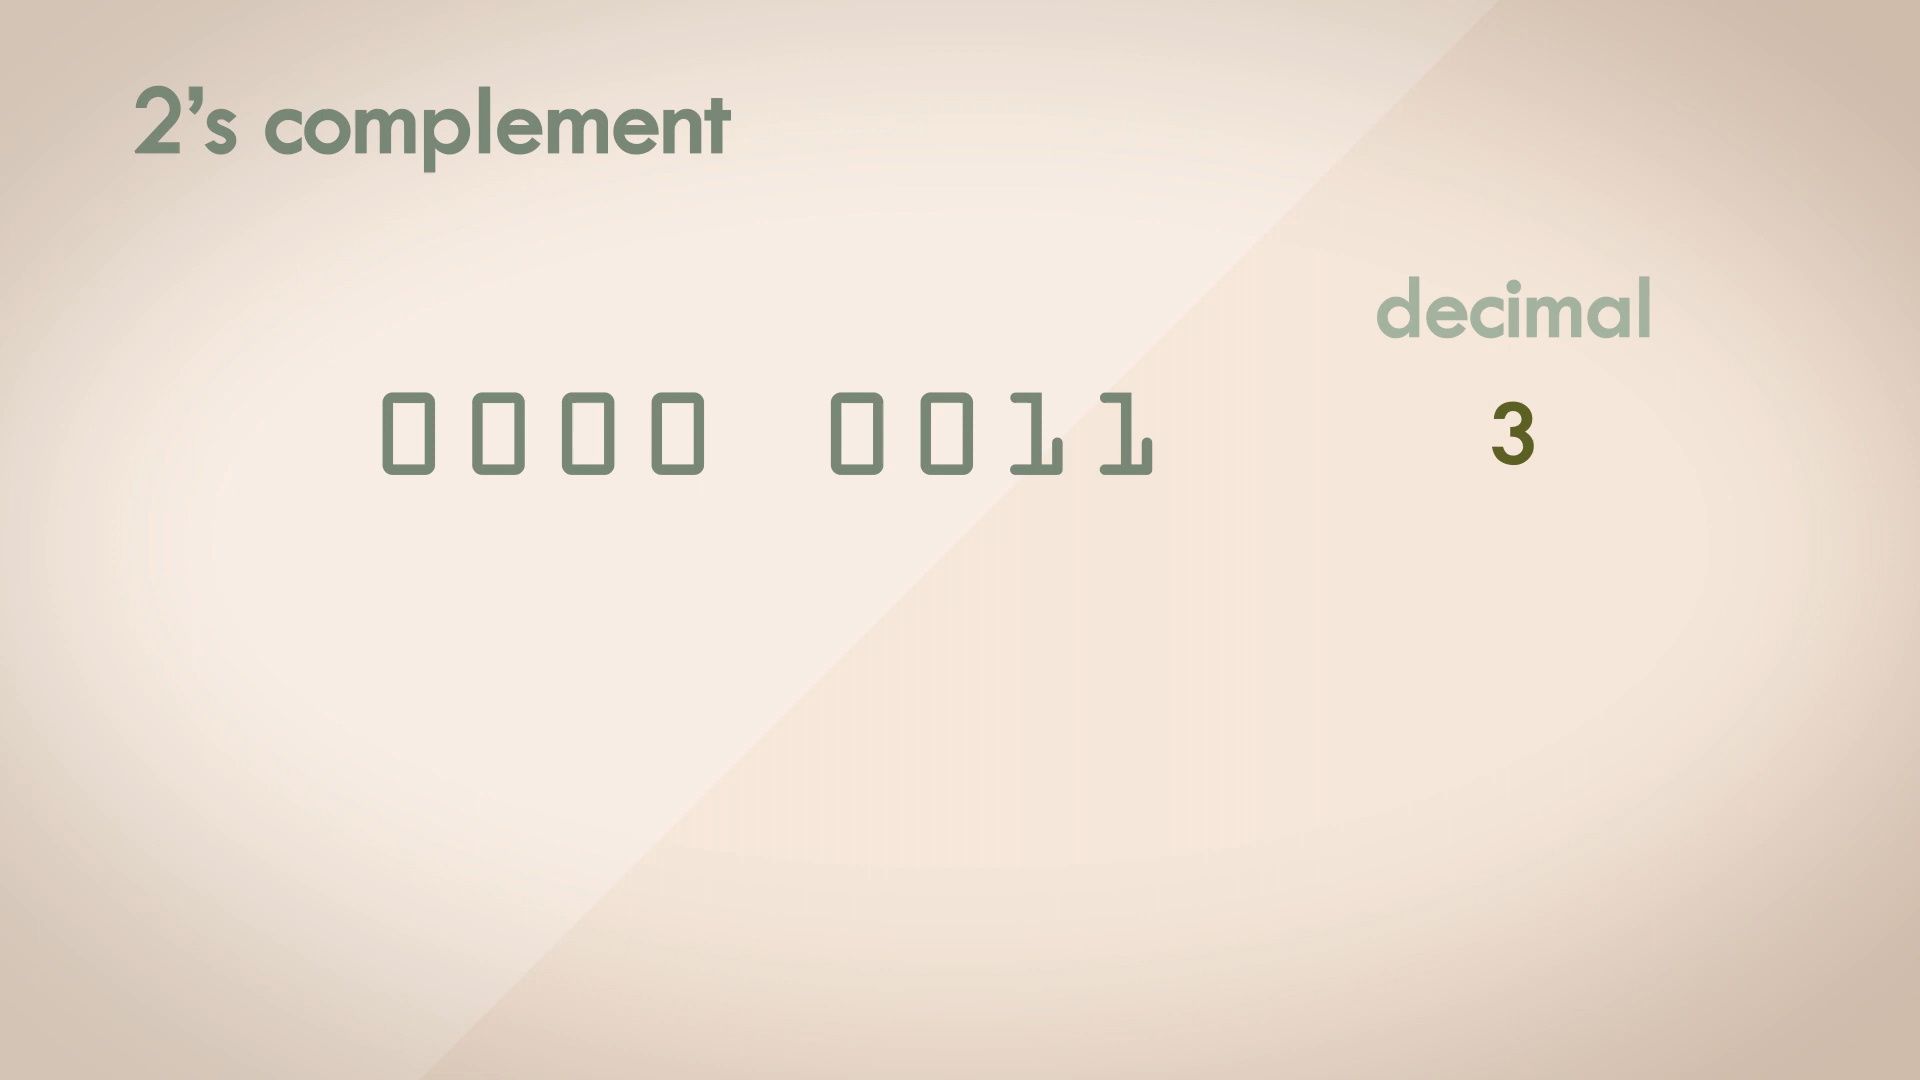 2’s complement
decimal
0000 0011 3